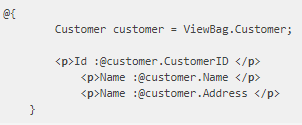 @{
Customer customer = ViewBag.Customer;
<p>Id :@customer.CustomerID </p>
<p>Name :@customer.Name </p>
<p>Name :@customer.Address </p>
}